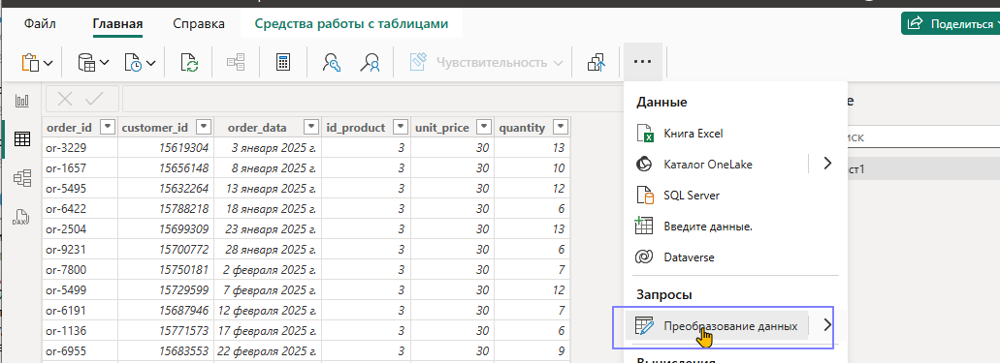 Файл Главная Справка Средства работы с таблицами Поделиться
Чувствительность
Данные
Книга Excel
Каталог OneLake
SQL Server
Введите данные.
Dataverse
Запросы
Преобразование данных
order_id customer_id order_data id_product unit_price quantity
or-3229 15619304 3 января 2025 г. 3 30 13
or-1657 15656148 8 января 2025 г. 3 30 10
or-5495 15632264 13 января 2025 г. 3 30 12
or-6422 15788218 18 января 2025 г. 3 30 6
or-2504 15699309 23 января 2025 г. 3 30 13
or-9231 15700772 28 января 2025 г. 3 30 6
or-7800 15750181 2 февраля 2025 г. 3 30 7
or-5499 15729599 7 февраля 2025 г. 3 30 12
or-6191 15687946 12 февраля 2025 г. 3 30 7
or-1136 15771573 17 февраля 2025 г. 3 30 6
or-6955 15683553 22 февраля 2025 г. 3 30 9
DAX